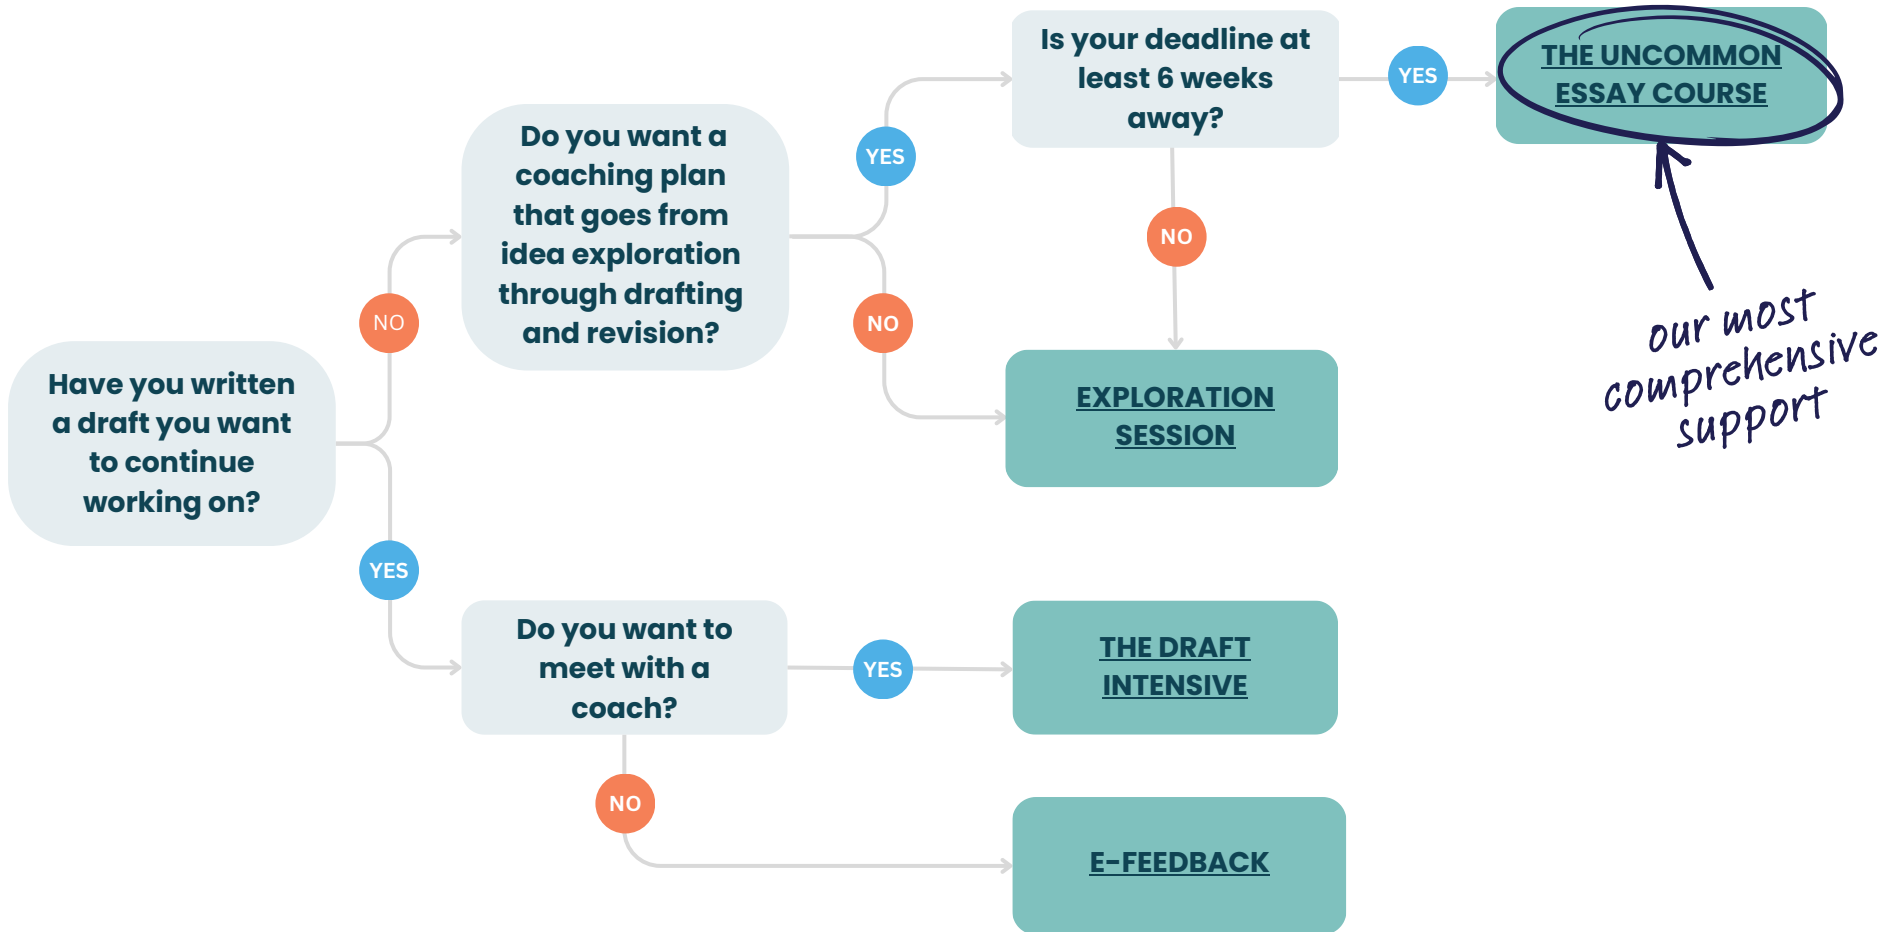 Have you written
a draft you want
to continue
working on?
NO
YES
Do you want a
coaching plan
that goes from
idea exploration
through drafting
and revision?
YES
NO
Is your deadline at
least 6 weeks
away?
YES
NO
THE UNCOMMON
ESSAY COURSE
our most
comprehensive
support
EXPLORATION
SESSION
Do you want to
meet with a
coach?
YES
NO
THE DRAFT
INTENSIVE
E-FEEDBACK